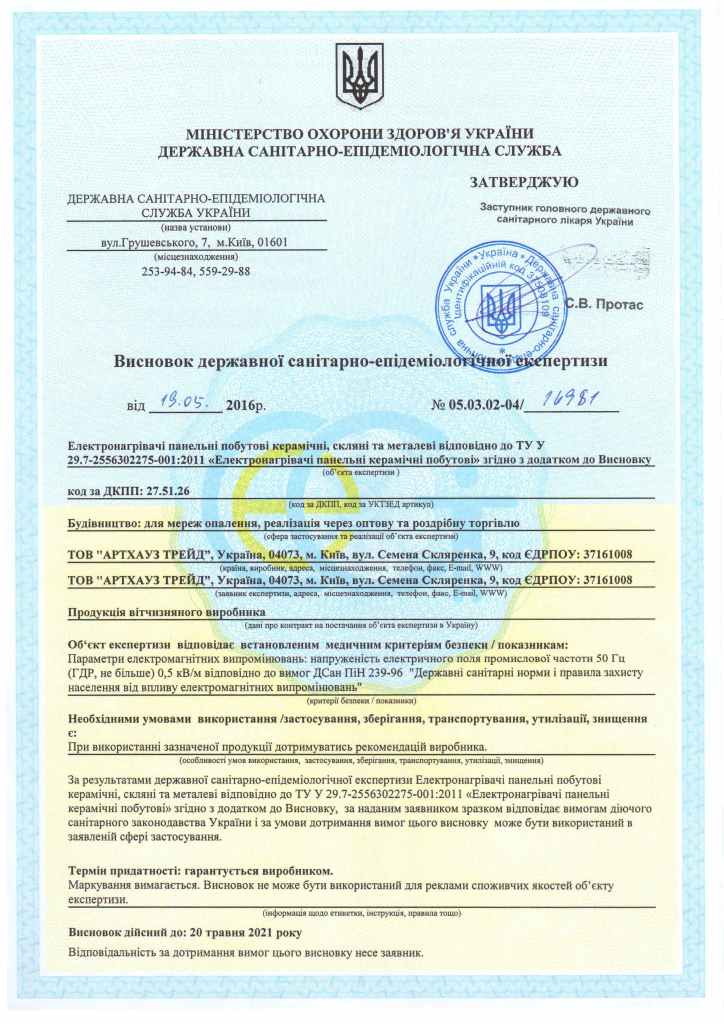 МІНІСТЕРСТВО ОХОРОНИ ЗДОРОВ'Я УКРАЇНИ
ДЕРЖАВНА САНІТАРНО-ЕПІДЕМІОЛОГІЧНА СЛУЖБА
ЗАТВЕРДЖУЮ
ДЕРЖАВНА САНІТАРНО-ЕПІДЕМІОЛОГІЧНА
СЛУЖБА УКРАЇНИ
(назва установи)
вул.Грушевського, 7, м.Київ, 01601
(місцезнаходження)
253-94-84, 559-29-88
Заступник головного державного
санітарного лікаря України
С.В. Протас
Висновок державної санітарно-епідеміологічної експертизи
від 19.05. 2016р. № 05.03.02-04/ 16981
Електронагрівачі панельні побутові керамічні, скляні та металеві відповідно до ТУ У
29.7-2556302275-001:2011 «Електронагрівачі панельні керамічні побутові» згідно з додатком до Висновку
(об‘єкта експертизи )
код за ДКПП: 27.51.26
(код за ДКПП, код за УКТЗЕД артикул)
Будівництво: для мереж опалення, реалізація через оптову та роздрібну торгівлю
(сфера застосування та реалізації об‘єкта експертизи)
ТОВ "АРТХАУЗ ТРЕЙД”, Україна, 04073, м. Київ, вул. Семена Скляренка, 9, код ЄДРПОУ: 37161008
(країна, виробник, адреса, місцезнаходження, телефон, факс, E-mail, WWW)
ТОВ "АРТХАУЗ ТРЕЙД”, Україна, 04073, м. Київ, вул. Семена Скляренка, 9, код ЄДРПОУ: 37161008
(заявник експертизи, адреса, місцезнаходження, телефон, факс, E-mail, WWW)
Продукція вітчизняного виробника
(дані про контракт на постачання об‘єкта експертизи в Україну)
Об‘єкт експертизи відповідає встановленим медичним критеріям безпеки / показникам:
Параметри електромагнітних випромінювань: напруженість електричного поля промислової частоти 50 Гц
(ГДР, не більше) 0,5 кВ/м відповідно до вимог ДСан ПіН 239-96 "Державні санітарні норми і правила захисту
населення від впливу електромагнітних випромінювань"
(критерії безпеки / показники)
Необхідними умовами використання /застосування, зберігання, транспортування, утилізації, знищення
є:
При використанні зазначеної продукції дотримуватись рекомендацій виробника.
(особливості умов використання, застосування, зберігання, транспортування, утилізації, знищення)
За результатами державної санітарно-епідеміологічної експертизи Електронагрівачі панельні побутові
керамічні, скляні та металеві відповідно до ТУ У 29.7-2556302275-001:2011 «Електронагрівачі панельні
керамічні побутові» згідно з додатком до Висновку, за наданим заявником зразком відповідає вимогам діючого
санітарного законодавства України і за умови дотримання вимог цього висновку може бути використаний в
заявленій сфері застосування.
Термін придатності: гарантується виробником.
Маркування вимагається. Висновок не може бути використаний для реклами споживчих якостей об‘єкту
експертизи.
(інформація щодо етикетки, інструкція, правила тощо)
Висновок дійсний до: 20 травня 2021 року
Відповідальність за дотримання вимог цього висновку несе заявник.